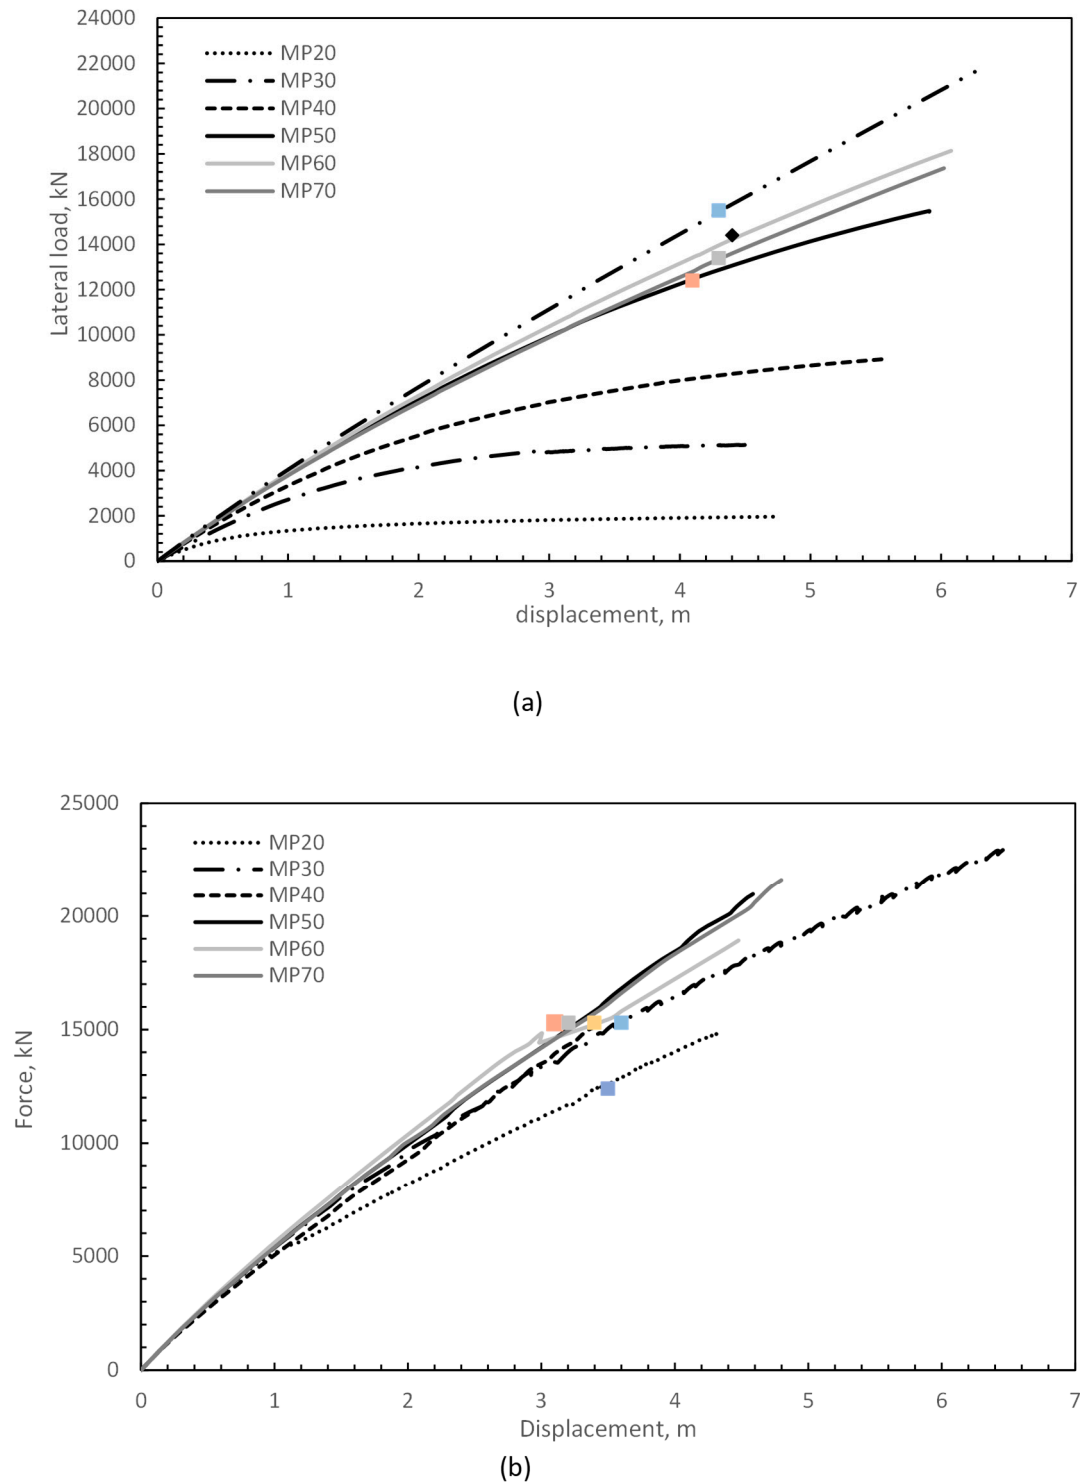 24000
22000
20000
18000
16000
14000
12000
10000
8000
6000
4000
2000
0
Lateral load, kN
MP20
MP30
MP40
MP50
MP60
MP70
0 1 2 3 4 5 6 7
displacement, m
(a)
25000
20000
15000
10000
5000
0
Force, kN
MP20
MP30
MP40
MP50
MP60
MP70
0 1 2 3 4 5 6 7
Displacement, m
(b)